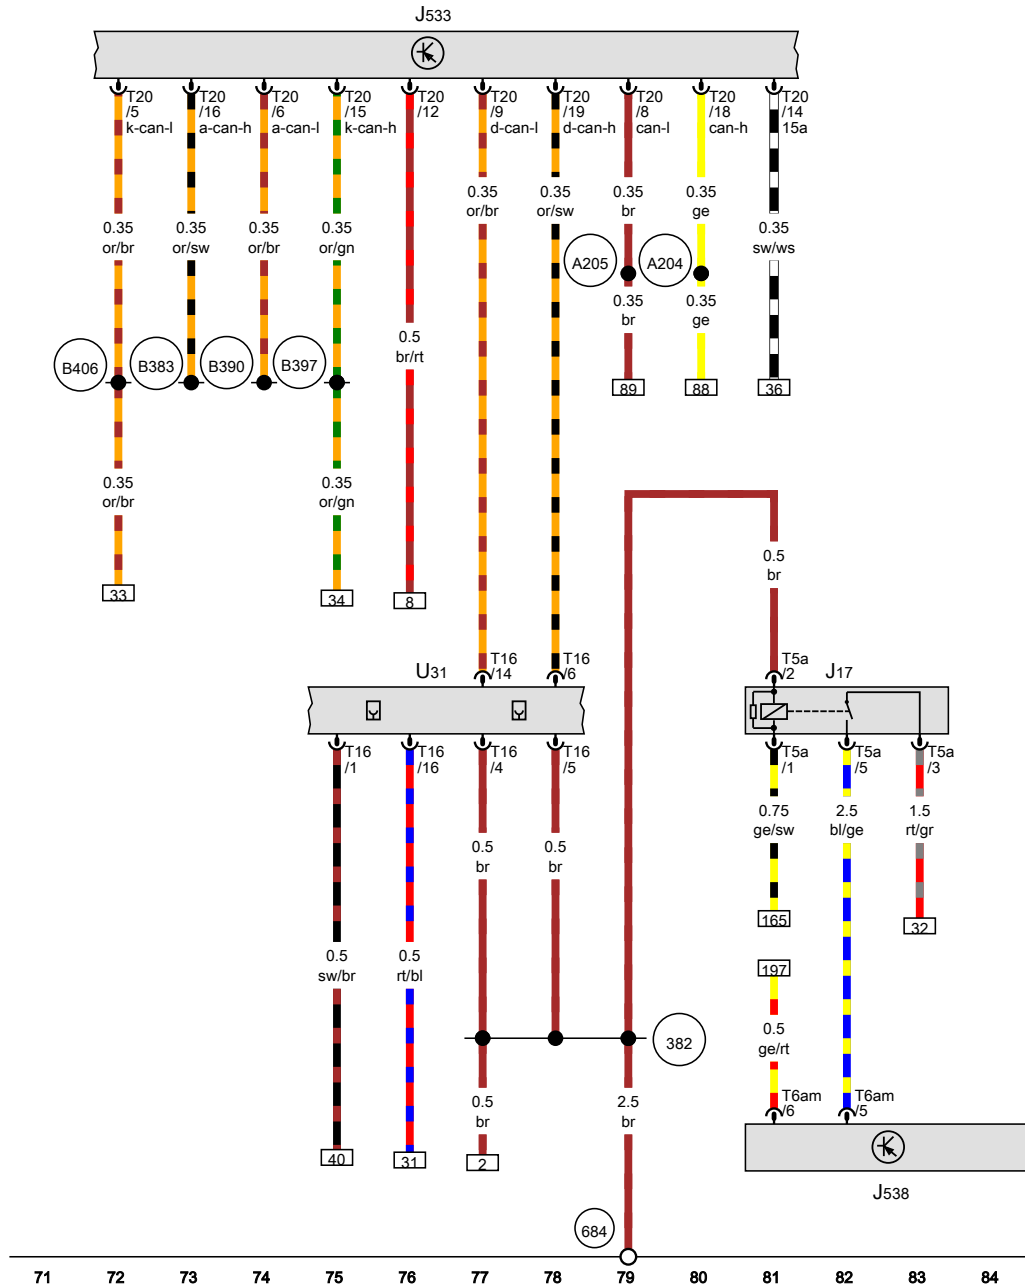 J533
T20 T20 T20 T20 T20 T20 T20 T20 T20 T20
/5 /16 /6 /15 /12 /9 /19 /8 /18 /14
k-can-l a-can-h a-can-l k-can-h d-can-l d-can-h can-l can-h 15a
0.35 0.35 0.35 0.35
or/br or/sw br ge
0.35 0.35 0.35 0.35 0.35
or/br or/sw or/br or/gn sw/ws
A205 A204
0.35 0.35
br ge
0.5
br/rt
B406 B383 B390 B397
89 88 36
0.35 0.35
or/br or/gn
0.5
br
33 34 8
U31 T16 T16 T5a J17
/14 /6 /2
T16 T16 T16 T16 T5a T5a T5a
/1 /16 /4 /5 /1 /5 /3
0.75 2.5 1.5
ge/sw bl/ge rt/gr
0.5 0.5
br br
165 32
0.5 0.5
sw/br rt/bl
197
0.5
ge/rt
382
0.5 2.5
br br
T6am T6am
/6 /5
40 31 2
J538
684
71 72 73 74 75 76 77 78 79 80 81 82 83 84